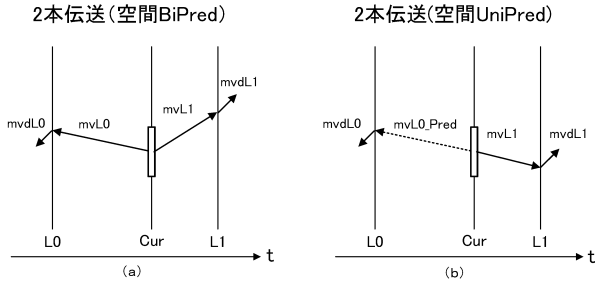 2本伝送(空間BiPred)
mvdL1
mvL1
mvdL0
mvL0
L0
Cur
L1
t
(a)
2本伝送(空間UniPred)
mvdL0
mvL0_Pred
mvL1
mvdL1
L0
Cur
L1
t
(b)